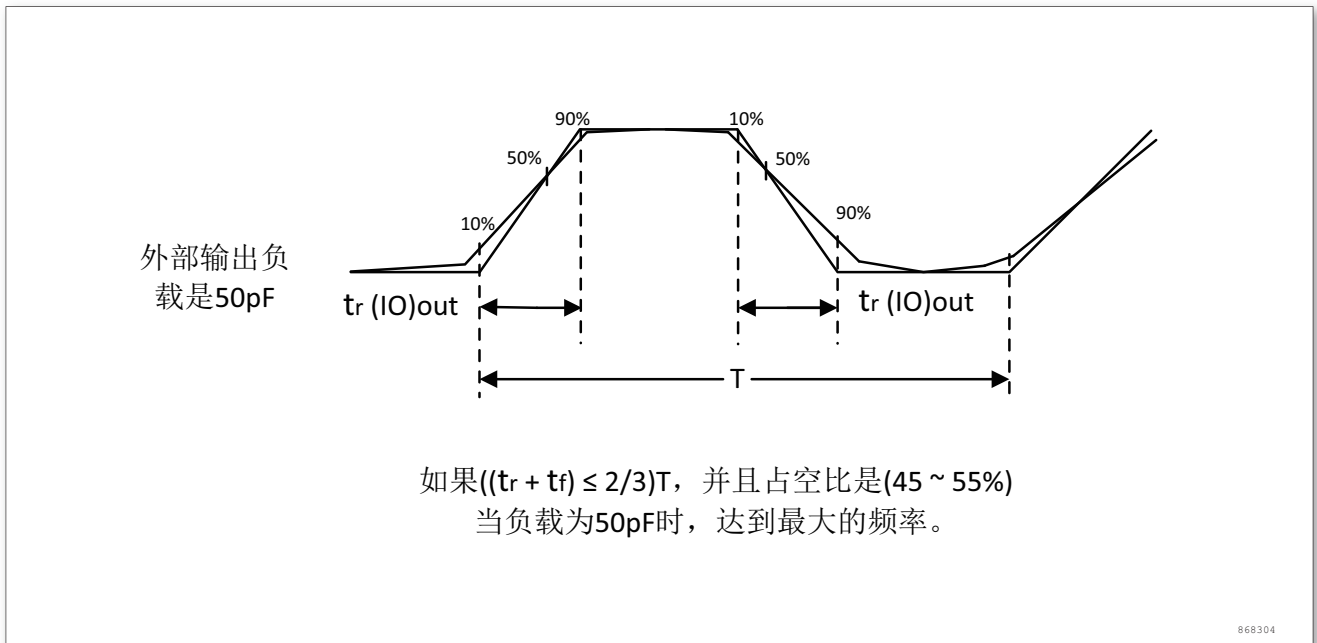 90%
10%
50%
50%
10%
90%
外部输出负
载是50pF
tr (IO)out
tr (IO)out
T
如果((tr + tf) ≤ 2/3)T，并且占空比是(45 ~ 55%)
当负载为50pF时，达到最大的频率。
868304